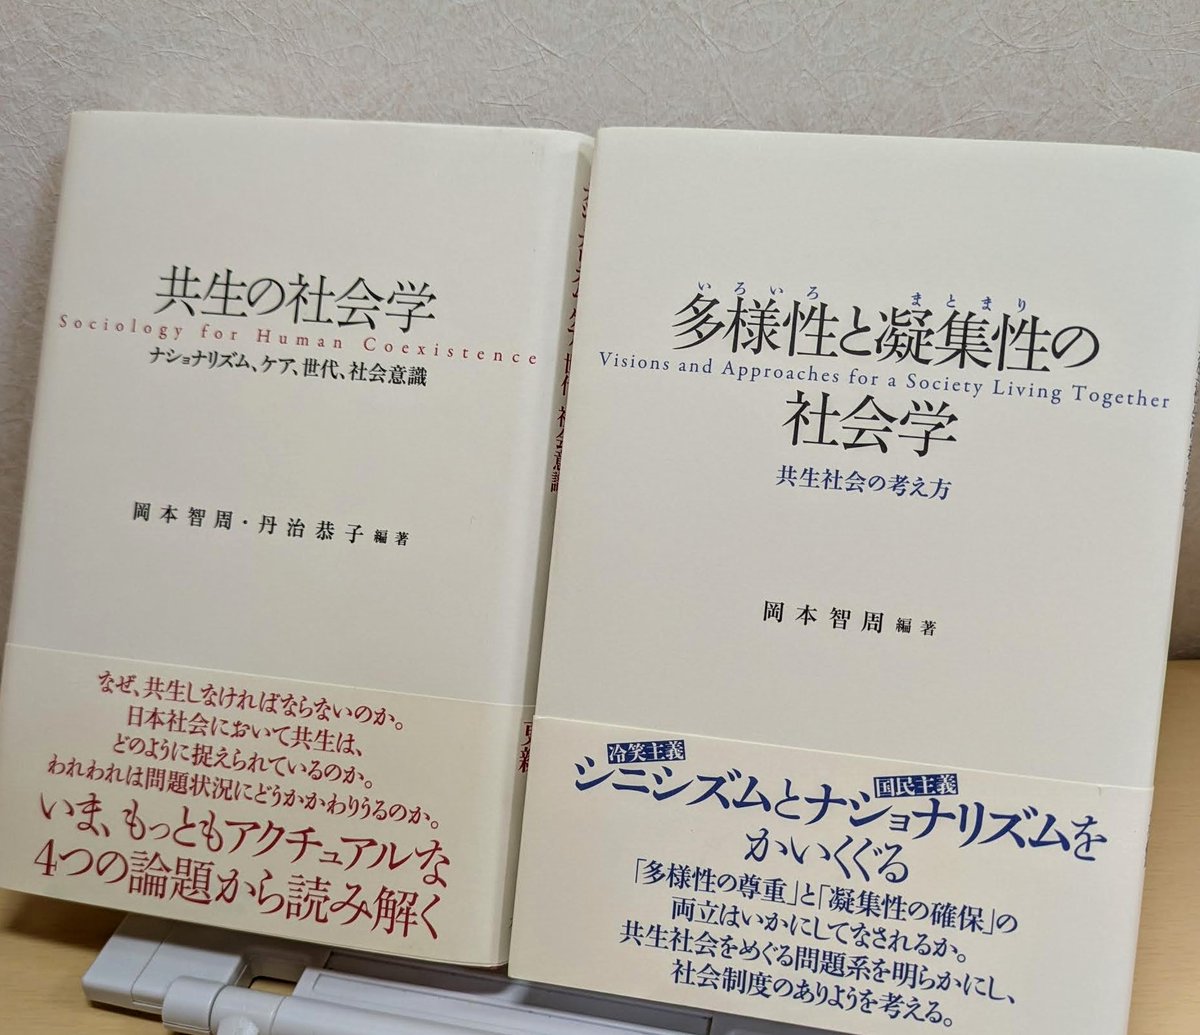 共生の社会学
Sociology for Human Coexistence
ナショナリズム、ケア、世代、社会意識
岡本智周・丹治恭子 編著
なぜ、共生しなければならないのか。
日本社会において共生は、
どのように捉えられているのか。
われわれは問題状況にどうかかわりうるのか。
いま、もっともアクチュアルな
4つの論題から読み解く
いろいろ まとまり
多様性と凝集性の
Visions and Approaches for a Society Living Together
社会学
共生社会の考え方
岡本智周 編著
冷笑主義 国民主義
シニシズムとナショナリズムを
かいくぐる
「多様性の尊重」と「凝集性の確保」の
両立はいかにしてなされるか。
共生社会をめぐる問題系を明らかにし、
社会制度のありようを考える。